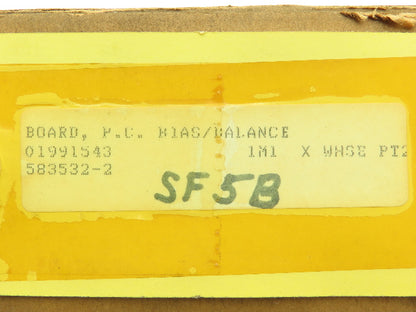 BOARD, P.C. BIAS/BALANCE
01991543 1M1 X WHSE PT2
583532-2
SF5B